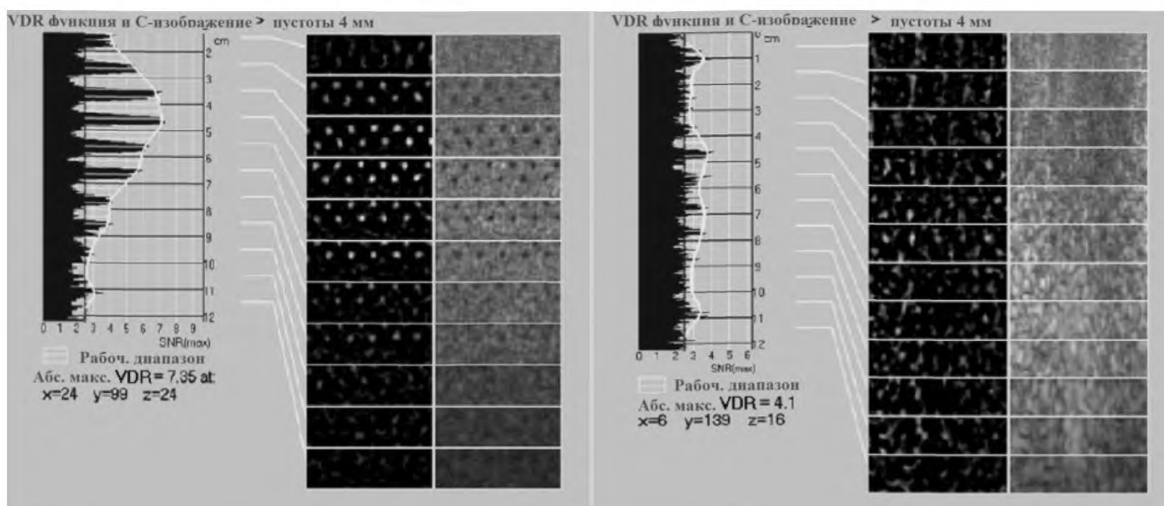 VDR функция и С-изображение > пустоты 4 мм
cm
2
3
4
5
6
7
8
9
10
11
12
0 1 2 3 4 5 6 7 8 9
SNR(max)
Рабоч. диапазон
Абс. макс. VDR = 7.35 at:
x=24 y=99 z=24
VDR функция и С-изображение > пустоты 4 мм
0
cm
1
2
3
4
5
6
7
8
9
10
11
12
0 1 2 3 4 5 6
SNR(max)
Рабоч. диапазон
Абс. макс. VDR = 4.1
x=6 y=139 z=16